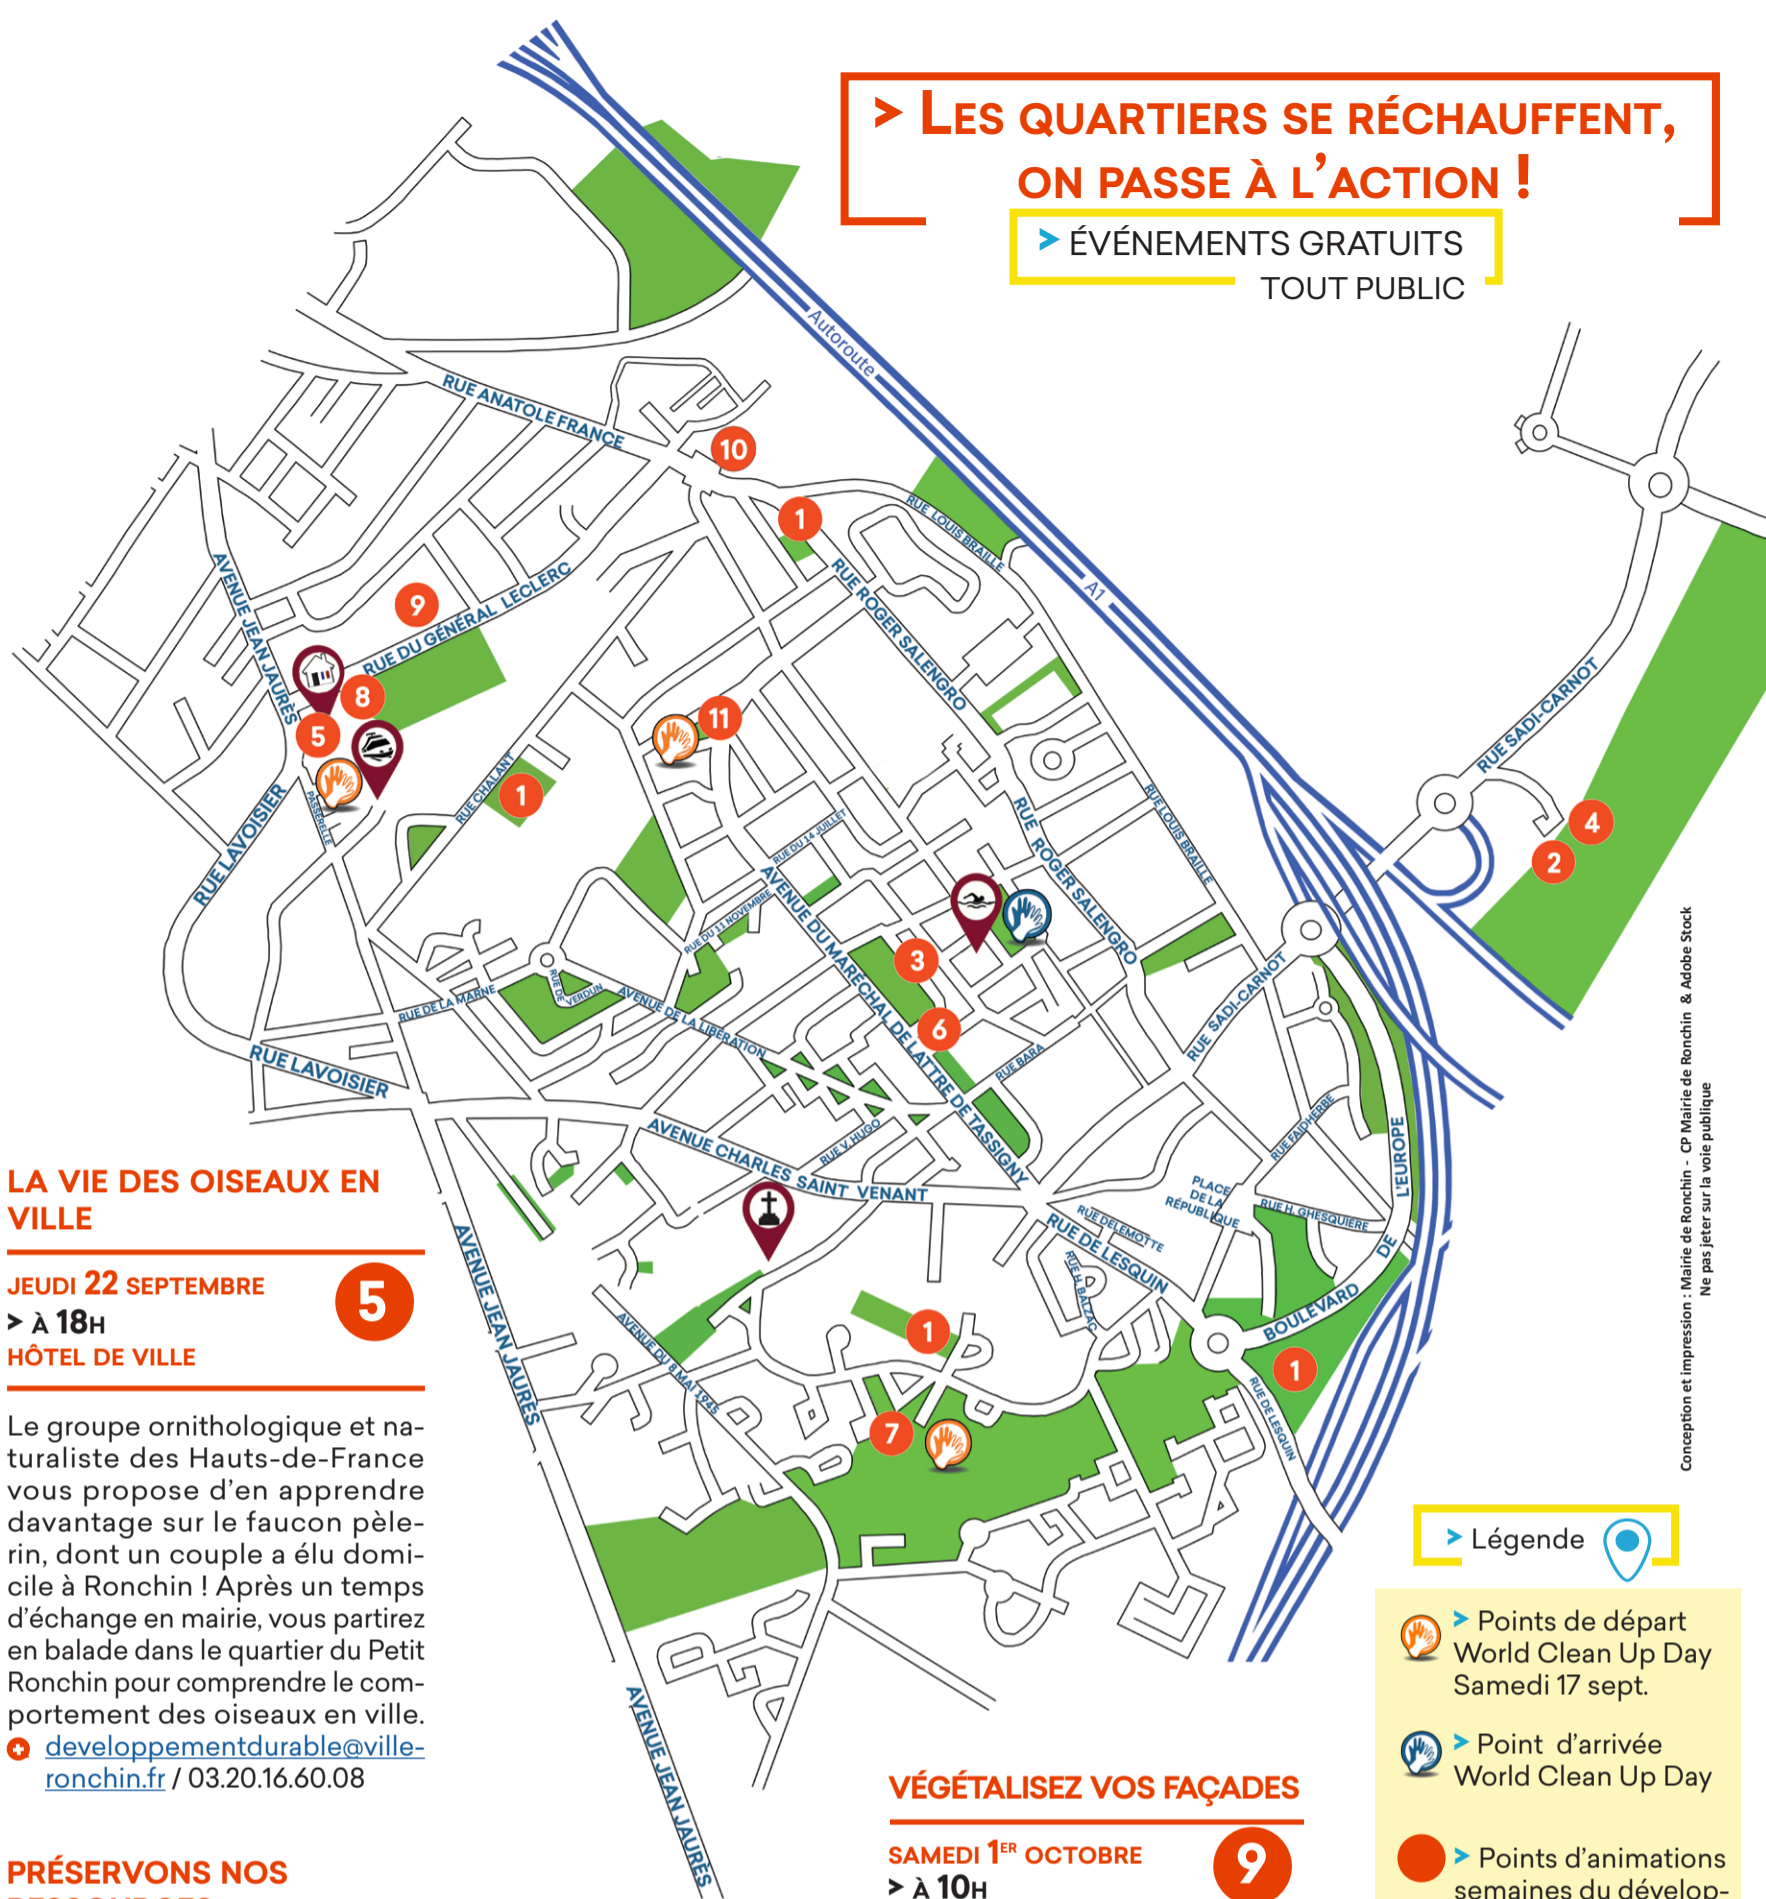 > LES QUARTIERS SE RÉCHAUFFENT,
ON PASSE À L'ACTION !
> ÉVÉNEMENTS GRATUITS
TOUT PUBLIC
Autoroute
A1
RUE ANATOLE FRANCE
10
1
RUE LOUIS BRAILLE
RUE ROGER SALENGRO
AVENUE JEAN JAURÈS
9
RUE DU GÉNÉRAL LECLERC
8
5
11
RUE CHALANT
1
PASSERELLE
RUE LAVOISIER
RUE SADI-CARNOT
4
2
RUE DU 14 JUILLET
RUE ROGER SALENGRO
RUE LOUIS BRAILLE
RUE DU 11 NOVEMBRE
AVENUE DU MARÉCHAL DE LATTRE DE TASSIGNY
3
6
RUE DE LA MARNE
RUE DE VERDUN
AVENUE DE LA LIBÉRATION
RUE BARA
RUE SADI-CARNOT
RUE LAVOISIER
AVENUE CHARLES SAINT VENANT
RUE V. HUGO
RUE FAIDHERBE
BOULEVARD DE L'EUROPE
PLACE
DE LA
RÉPUBLIQUE
RUE H. GHESQUIERE
RUE DELEMOTTE
RUE DE LESQUIN
RUE H. BALZAC
AVENUE JEAN JAURÈS
AVENUE DU 8 MAI 1945
1
1
RUE DE LESQUIN
7
AVENUE JEAN JAURÈS
LA VIE DES OISEAUX EN
VILLE
JEUDI 22 SEPTEMBRE
> À 18H
HÔTEL DE VILLE
5
Le groupe ornithologique et na-
turaliste des Hauts-de-France
vous propose d'en apprendre
davantage sur le faucon pèle-
rin, dont un couple a élu domi-
cile à Ronchin ! Après un temps
d'échange en mairie, vous partirez
en balade dans le quartier du Petit
Ronchin pour comprendre le com-
portement des oiseaux en ville.
developpementdurable@ville-
ronchin.fr / 03.20.16.60.08
PRÉSERVONS NOS
VÉGÉTALISEZ VOS FAÇADES
SAMEDI 1ER OCTOBRE
> À 10H
9
Conception et impression : Mairie de Ronchin - CP Mairie de Ronchin & Adobe Stock
Ne pas jeter sur la voie publique
> Légende
> Points de départ
World Clean Up Day
Samedi 17 sept.
> Point d'arrivée
World Clean Up Day
> Points d'animations
semaines du dévelop-